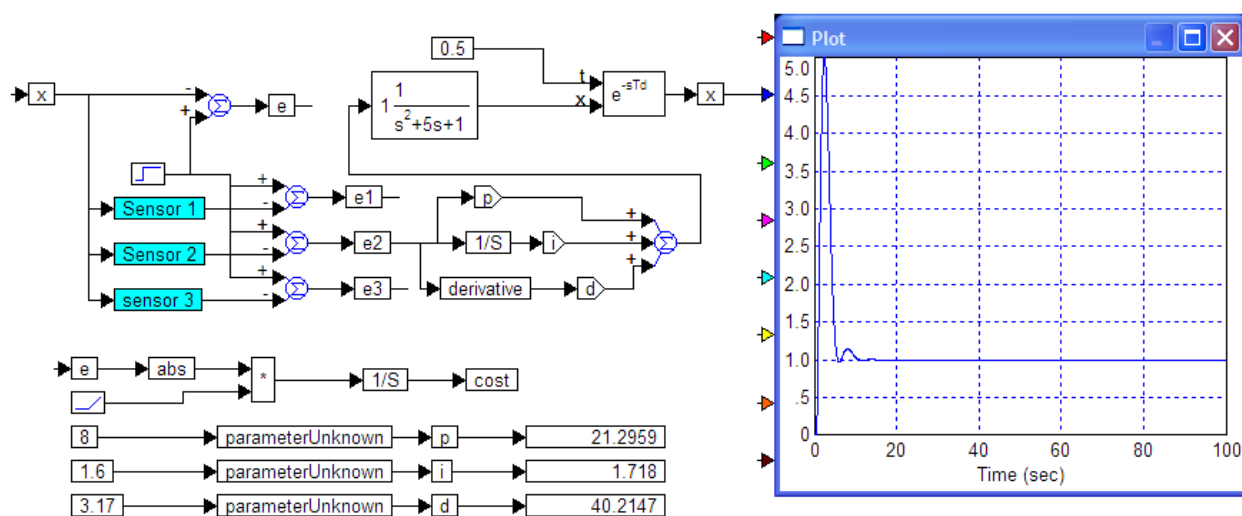 Plot
0.5
x
-
+
Σ
e
1 1
s²+5s+1
t
x
e^-sTd
x
Sensor 1
+
-
Σ
e1
Sensor 2
+
-
Σ
e2
sensor 3
+
-
Σ
e3
p
1/S
i
derivative
d
+
+
+
Σ
5.0
4.5
4.0
3.5
3.0
2.5
2.0
1.5
1.0
.5
0
0 20 40 60 80 100
Time (sec)
e abs * 1/S cost
8 parameterUnknown p 21.2959
1.6 parameterUnknown i 1.718
3.17 parameterUnknown d 40.2147